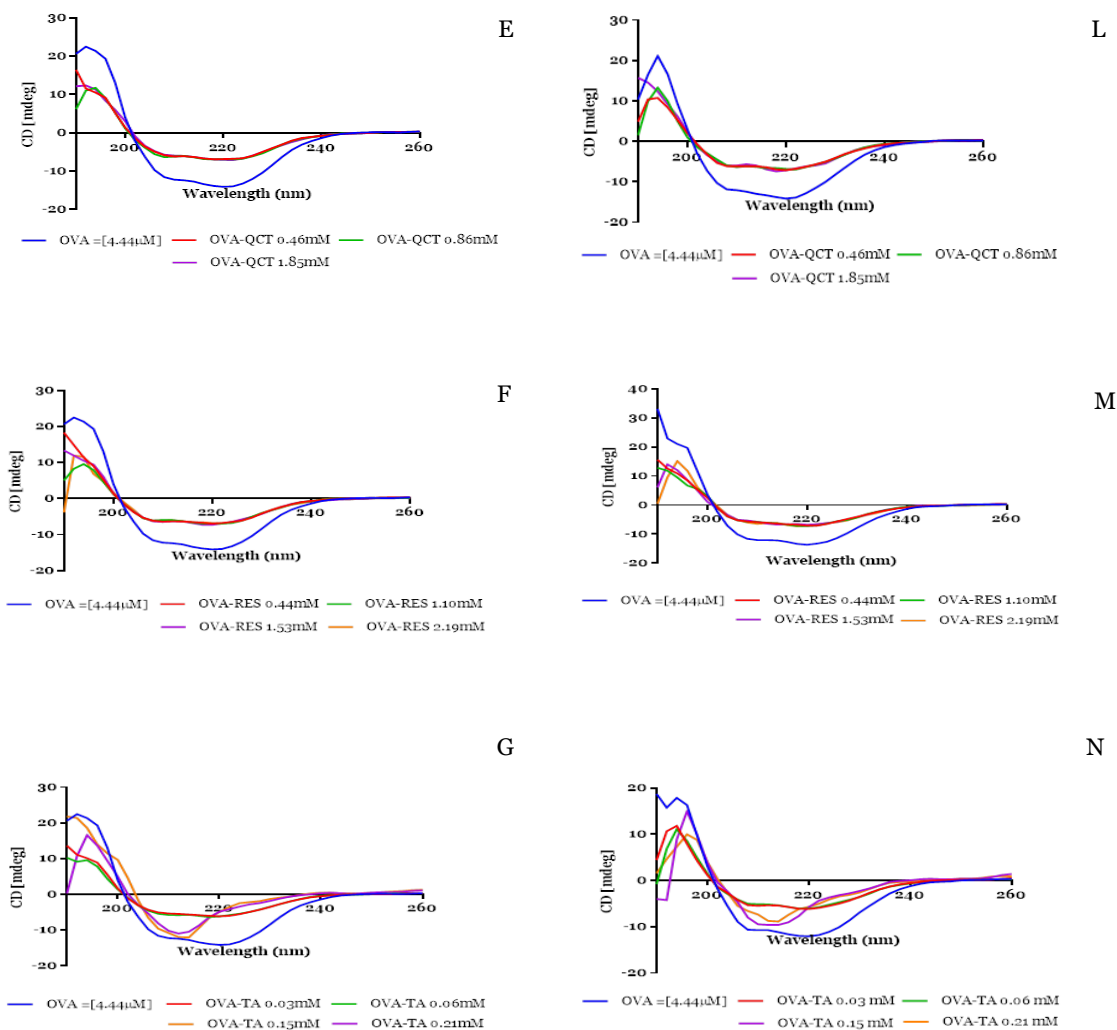 E
30
20
10
0
-10
-20
CD [mdeg]
200 220 240 260
Wavelength (nm)
OVA =[4.44µM] OVA-QCT 0.46mM OVA-QCT 0.86mM
OVA-QCT 1.85mM
L
30
20
10
0
-10
-20
CD [mdeg]
200 220 240 260
Wavelength (nm)
OVA =[4.44µM] OVA-QCT 0.46mM OVA-QCT 0.86mM
OVA-QCT 1.85mM
F
30
20
10
0
-10
-20
CD [mdeg]
200 220 240 260
Wavelength (nm)
OVA =[4.44µM] OVA-RES 0.44mM OVA-RES 1.10mM
OVA-RES 1.53mM OVA-RES 2.19mM
M
40
30
20
10
0
-10
-20
CD [mdeg]
200 220 240 260
Wavelength (nm)
OVA =[4.44µM] OVA-RES 0.44mM OVA-RES 1.10mM
OVA-RES 1.53mM OVA-RES 2.19mM
G
30
20
10
0
-10
-20
CD [mdeg]
200 220 240 260
Wavelength (nm)
OVA =[4.44µM] OVA-TA 0.03mM OVA-TA 0.06mM
OVA-TA 0.15mM OVA-TA 0.21mM
N
20
10
0
-10
-20
CD [mdeg]
200 220 240 260
Wavelength (nm)
OVA =[4.44µM] OVA-TA 0.03 mM OVA-TA 0.06 mM
OVA-TA 0.15 mM OVA-TA 0.21 mM